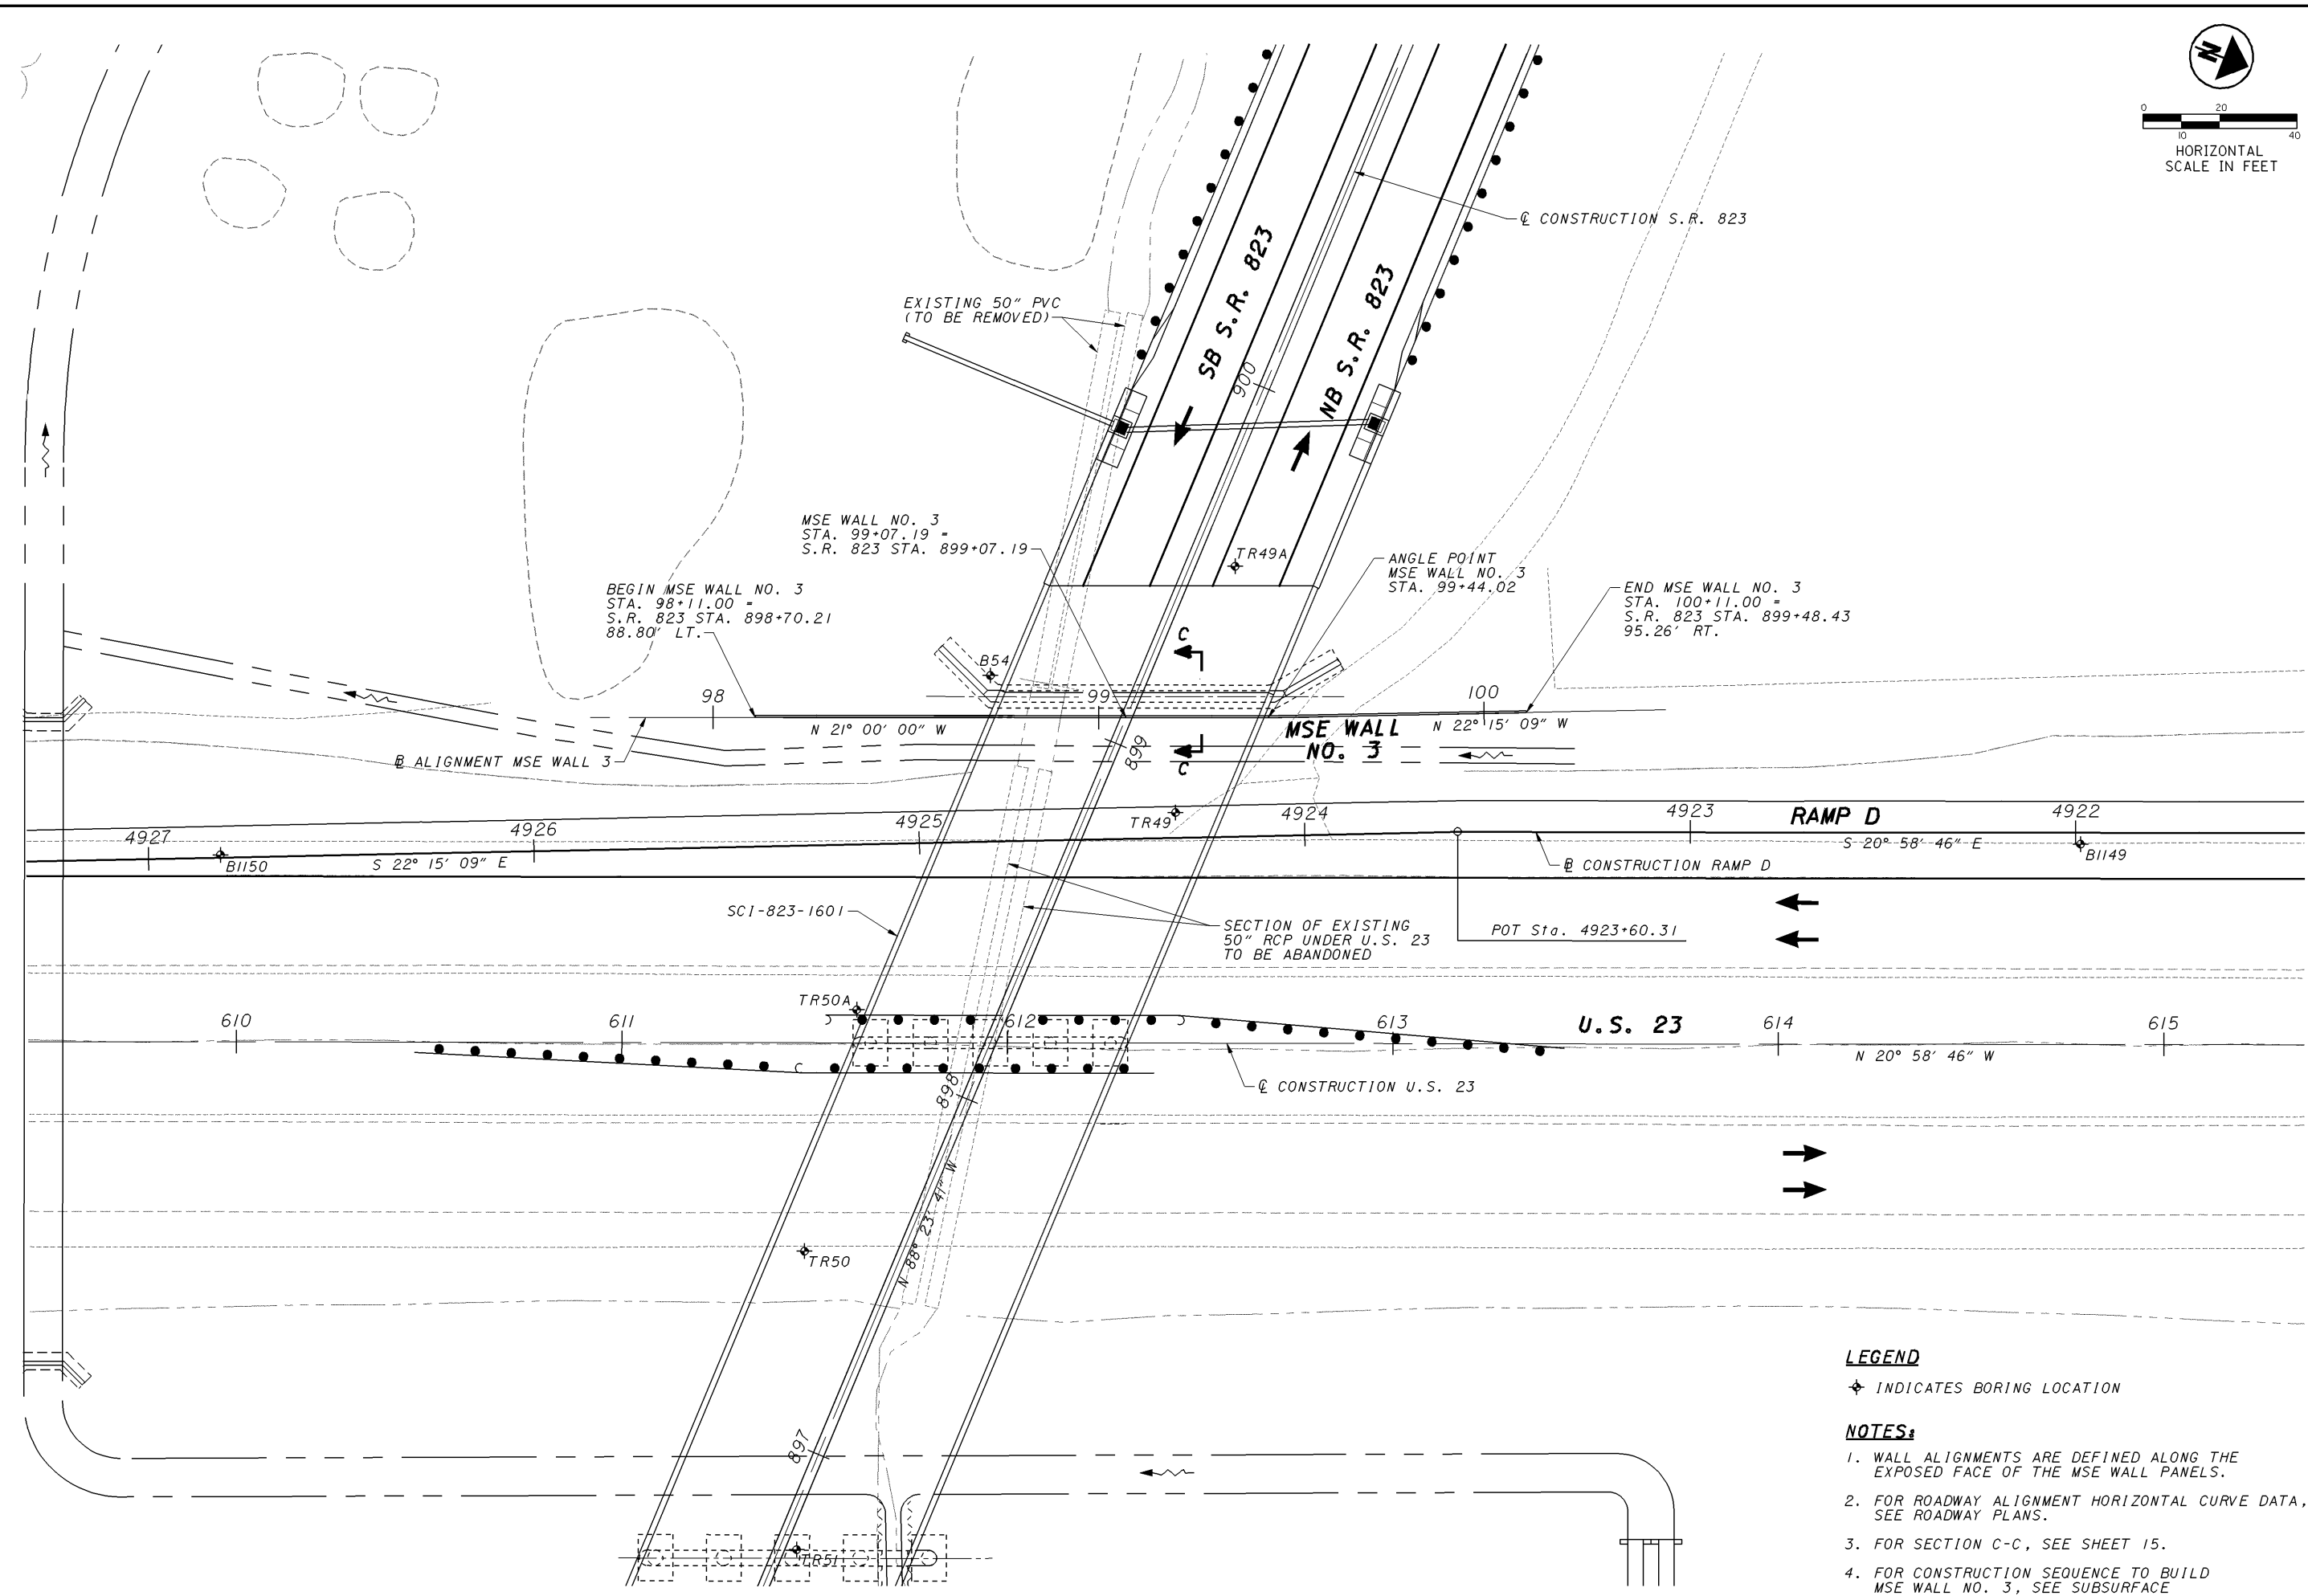 N
0 20
10 40
HORIZONTAL
SCALE IN FEET
℄ CONSTRUCTION S.R. 823
SB S.R. 823
NB S.R. 823
900
EXISTING 50" PVC
(TO BE REMOVED)
MSE WALL NO. 3
STA. 99+07.19 =
S.R. 823 STA. 899+07.19
TR49A
ANGLE POINT
MSE WALL NO. 3
STA. 99+44.02
BEGIN MSE WALL NO. 3
STA. 98+11.00 =
S.R. 823 STA. 898+70.21
88.80' LT.
END MSE WALL NO. 3
STA. 100+11.00 =
S.R. 823 STA. 899+48.43
95.26' RT.
C
B54
98
99
100
N 21° 00' 00" W
MSE WALL
NO. 3
N 22° 15' 09" W
899
C
B ALIGNMENT MSE WALL 3
4927
4926
4925
TR49
4924
4923
RAMP D
4922
B1150
S 22° 15' 09" E
S 20° 58' 46" E
B1149
B CONSTRUCTION RAMP D
SCI-823-1601
SECTION OF EXISTING
50" RCP UNDER U.S. 23
TO BE ABANDONED
POT Sta. 4923+60.31
TR50A
610
611
612
613
U.S. 23
614
615
N 20° 58' 46" W
898
℄ CONSTRUCTION U.S. 23
N 88° 23' 41" W
TR50
897
TR51
LEGEND
INDICATES BORING LOCATION
NOTES:
1. WALL ALIGNMENTS ARE DEFINED ALONG THE
EXPOSED FACE OF THE MSE WALL PANELS.
2. FOR ROADWAY ALIGNMENT HORIZONTAL CURVE DATA,
SEE ROADWAY PLANS.
3. FOR SECTION C-C, SEE SHEET 15.
4. FOR CONSTRUCTION SEQUENCE TO BUILD
MSE WALL NO. 3, SEE SUBSURFACE